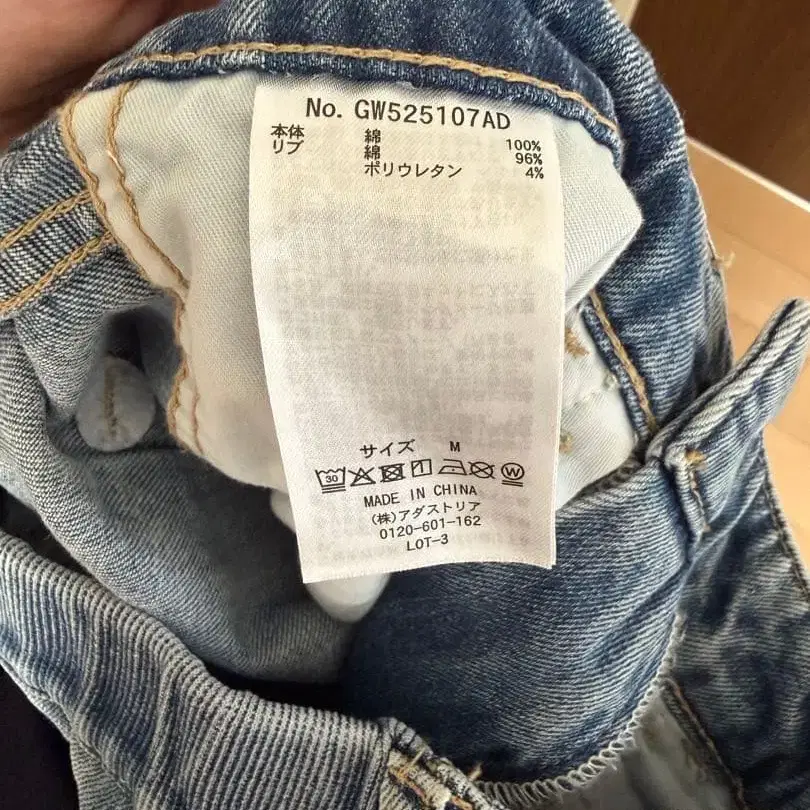 No. GW525107AD
本体 綿 100%
リブ 綿 96%
ポリウレタン 4%
サイズ M
30 W
MADE IN CHINA
(株)アダストリア
0120-601-162
LOT-3